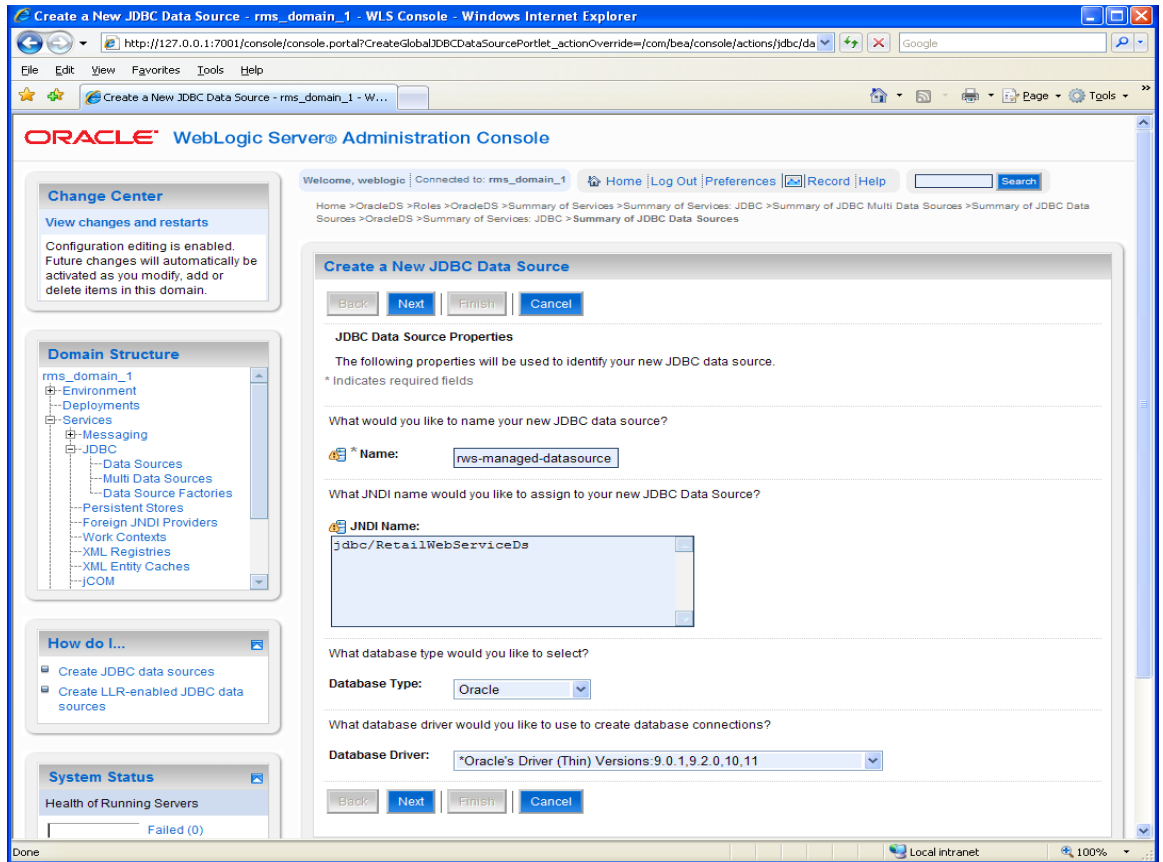 Create a New JDBC Data Source - rms_domain_1 - WLS Console - Windows Internet Explorer
http://127.0.0.1:7001/console/console.portal?CreateGlobalJDBCDataSourcePortlet_actionOverride=/com/bea/console/actions/jdbc/da
Google
File Edit View Favorites Tools Help
Create a New JDBC Data Source - rms_domain_1 - W...
Page Tools
ORACLE WebLogic Server® Administration Console
Change Center
View changes and restarts
Configuration editing is enabled.
Future changes will automatically be
activated as you modify, add or
delete items in this domain.
Domain Structure
rms_domain_1
Environment
Deployments
Services
Messaging
JDBC
Data Sources
Multi Data Sources
Data Source Factories
Persistent Stores
Foreign JNDI Providers
Work Contexts
XML Registries
XML Entity Caches
jCOM
How do I...
Create JDBC data sources
Create LLR-enabled JDBC data
sources
System Status
Health of Running Servers
Failed (0)
Welcome, weblogic Connected to: rms_domain_1 Home Log Out Preferences Record Help Search
Home >OracleDS >Roles >OracleDS >Summary of Services >Summary of Services: JDBC >Summary of JDBC Multi Data Sources >Summary of JDBC Data
Sources >OracleDS >Summary of Services: JDBC >Summary of JDBC Data Sources
Create a New JDBC Data Source
Back Next Finish Cancel
JDBC Data Source Properties
The following properties will be used to identify your new JDBC data source.
* Indicates required fields
What would you like to name your new JDBC data source?
* Name: rws-managed-datasource
What JNDI name would you like to assign to your new JDBC Data Source?
JNDI Name:
jdbc/RetailWebServiceDs
What database type would you like to select?
Database Type: Oracle
What database driver would you like to use to create database connections?
Database Driver: *Oracle's Driver (Thin) Versions:9.0.1,9.2.0,10,11
Back Next Finish Cancel
Done
Local intranet
100%